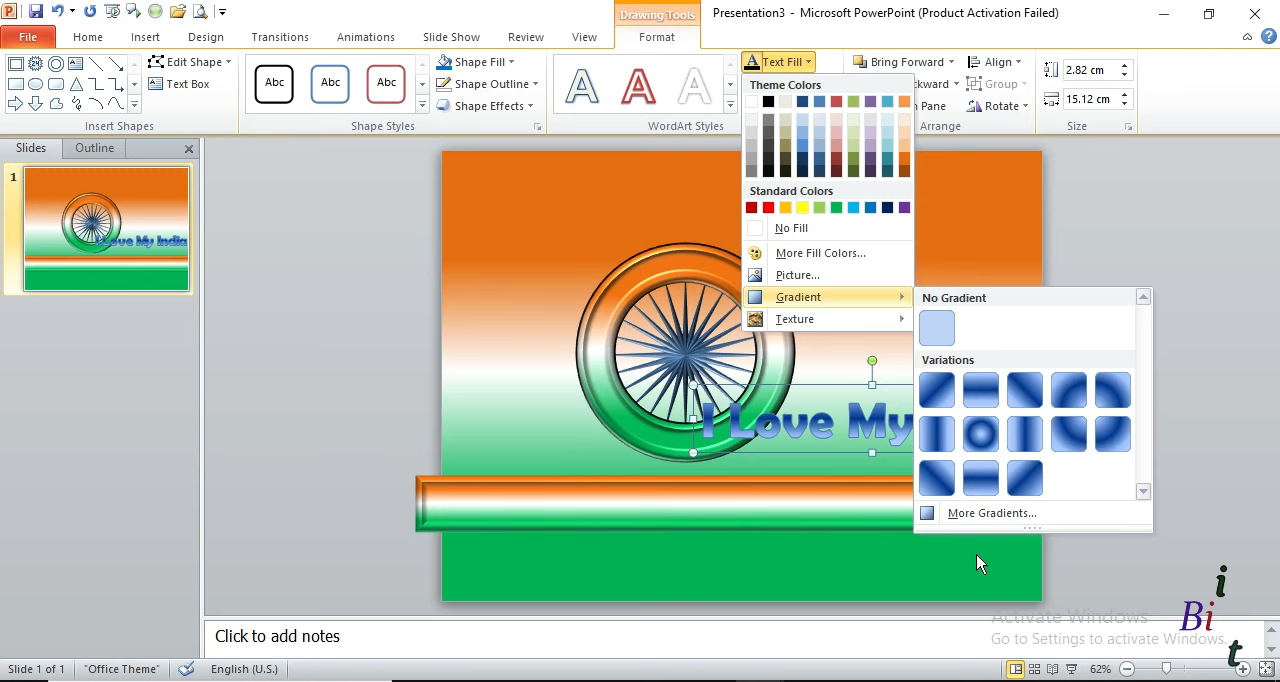 Drawing Tools
Presentation3 - Microsoft PowerPoint (Product Activation Failed)
File Home Insert Design Transitions Animations Slide Show Review View Format
Edit Shape
Text Box
Insert Shapes
Abc Abc Abc
Shape Fill
Shape Outline
Shape Effects
Shape Styles
A A A
WordArt Styles
A Text Fill
Bring Forward
ckward
n Pane
Arrange
Align
Group
Rotate
2.82 cm
15.12 cm
Size
Theme Colors
Standard Colors
No Fill
More Fill Colors...
Picture...
Gradient
Texture
No Gradient
Variations
More Gradients...
Slides Outline
1
I Love My India
I Love My
Click to add notes
Activate Windows
Go to Settings to activate Windows.
i
Bi
t
Slide 1 of 1 "Office Theme" English (U.S.) 62%